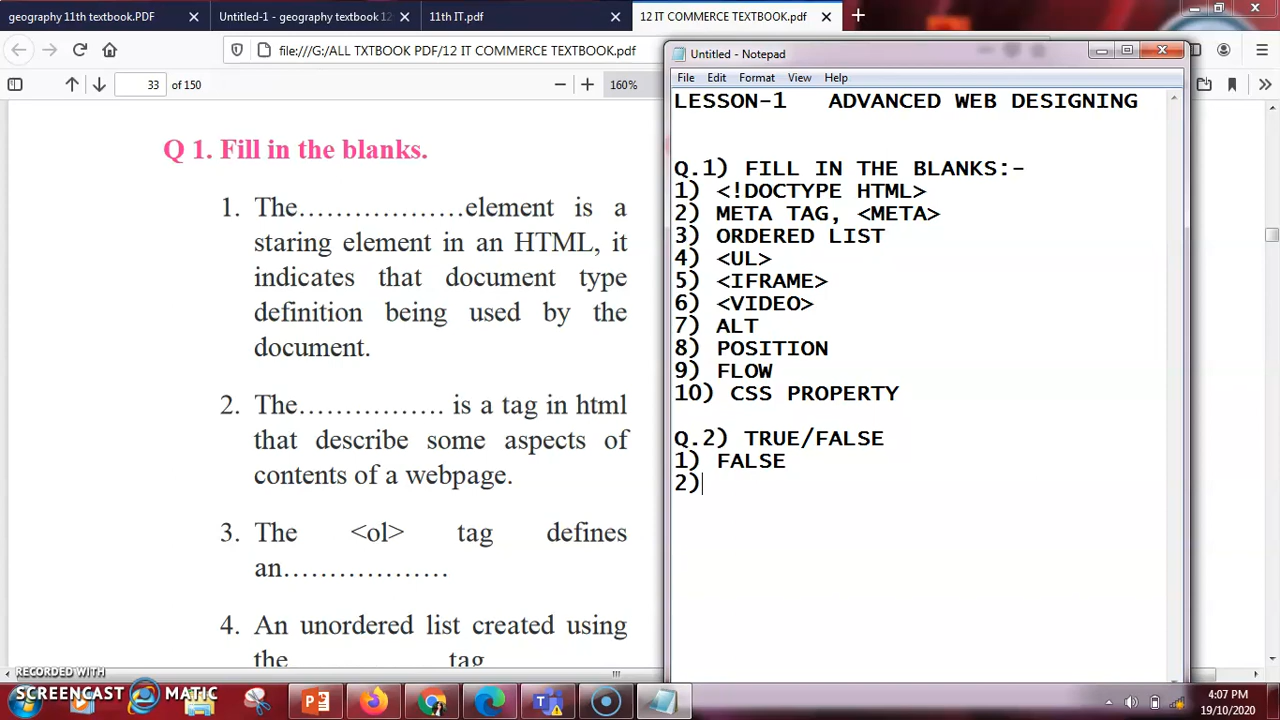 geography 11th textbook.PDF
Untitled-1 - geography textbook 12
11th IT.pdf
12 IT COMMERCE TEXTBOOK.pdf
file:///G:/ALL TXTBOOK PDF/12 IT COMMERCE TEXTBOOK.pdf
33 of 150
160%
Q 1. Fill in the blanks.
1. The..................element is a
staring element in an HTML, it
indicates that document type
definition being used by the
document.
2. The................ is a tag in html
that describe some aspects of
contents of a webpage.
3. The <ol> tag defines
an..................
4. An unordered list created using
the tag
Untitled - Notepad
File Edit Format View Help
LESSON-1 ADVANCED WEB DESIGNING
Q.1) FILL IN THE BLANKS:-
1) <!DOCTYPE HTML>
2) META TAG, <META>
3) ORDERED LIST
4) <UL>
5) <IFRAME>
6) <VIDEO>
7) ALT
8) POSITION
9) FLOW
10) CSS PROPERTY
Q.2) TRUE/FALSE
1) FALSE
2)
RECORDED WITH
SCREENCAST MATIC
4:07 PM
19/10/2020